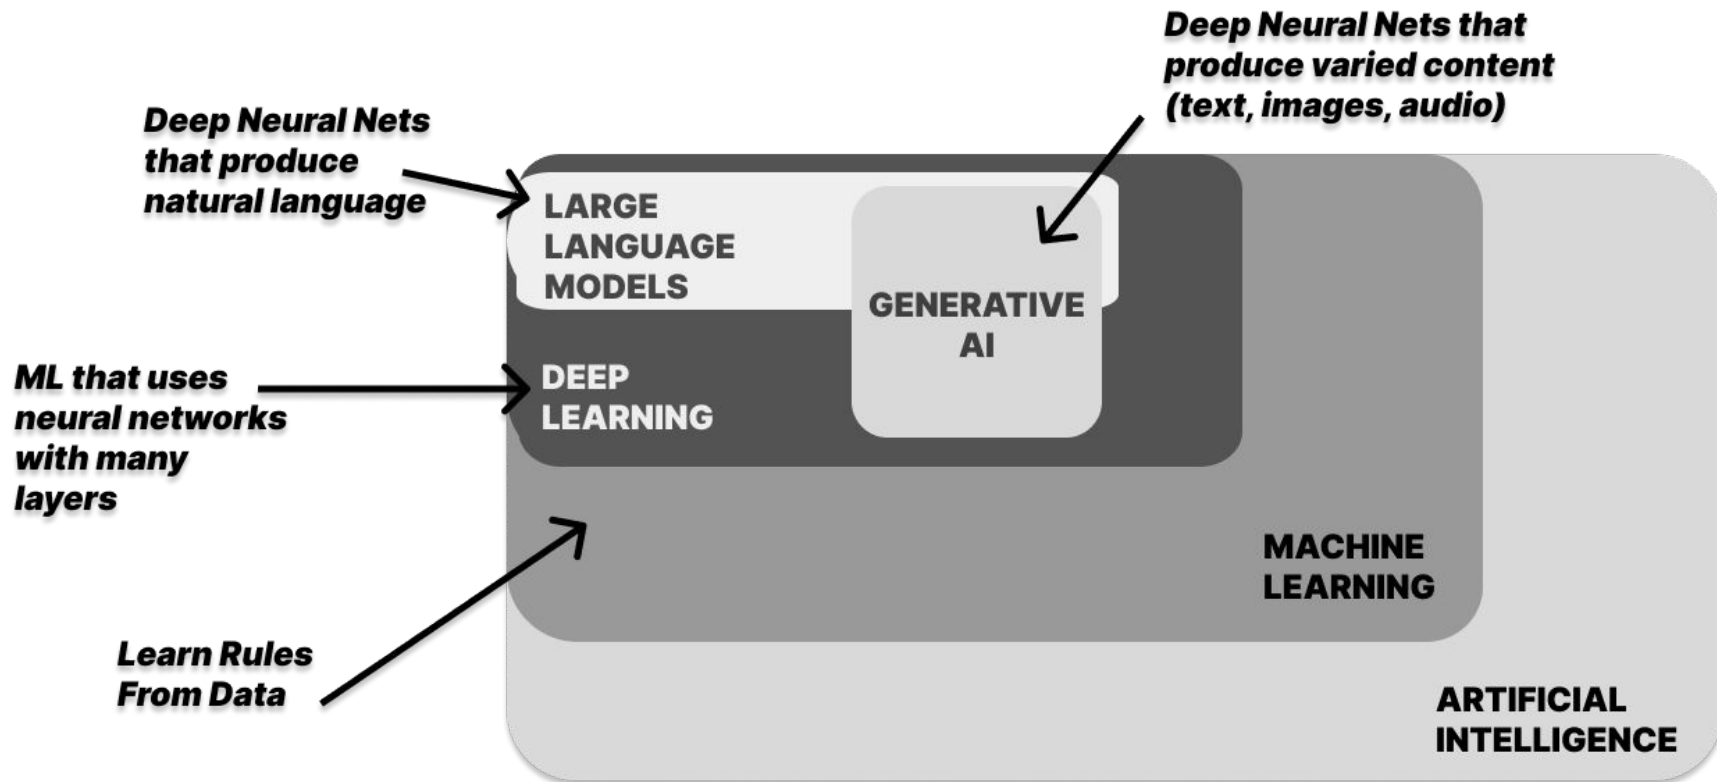 Deep Neural Nets that
produce varied content
(text, images, audio)
Deep Neural Nets
that produce
natural language
LARGE
LANGUAGE
MODELS
GENERATIVE
AI
ML that uses
neural networks
with many
layers
DEEP
LEARNING
MACHINE
LEARNING
Learn Rules
From Data
ARTIFICIAL
INTELLIGENCE